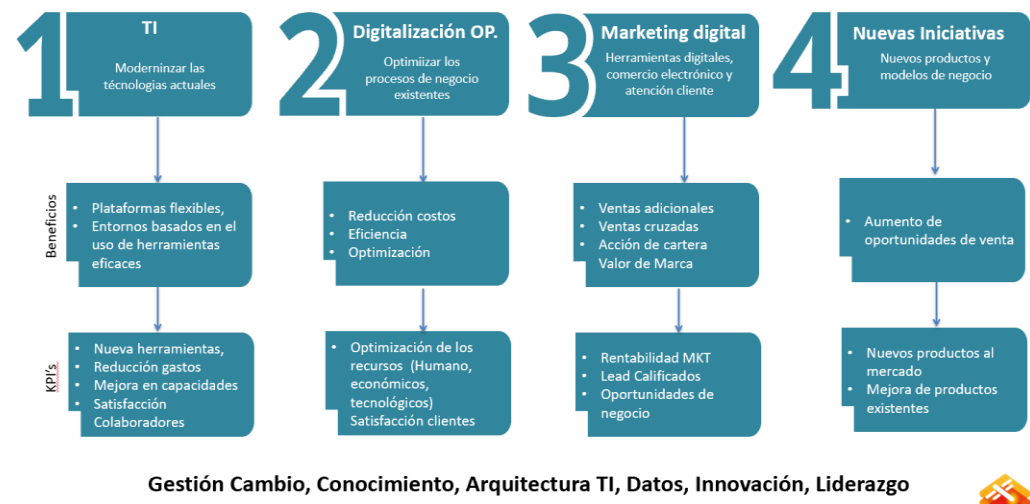 1
TI
Moderninzar las
técnologias actuales
2
Digitalización OP.
Optimiizar los
procesos de negocio
existentes
3
Marketing digital
Herramientas digitales,
comercio electrónico y
atención cliente
4
Nuevas Iniciativas
Nuevos productos y
modelos de negocio
Beneficios
• Plataformas flexibles,
• Entornos basados en el
uso de herramientas
eficaces
• Reducción costos
• Eficiencia
• Optimización
• Ventas adicionales
• Ventas cruzadas
• Acción de cartera
Valor de Marca
• Aumento de
oportunidades de venta
KPI's
• Nueva herramientas,
• Reducción gastos
• Mejora en capacidades
• Satisfacción
Colaboradores
• Optimización de los
recursos (Humano,
económicos,
tecnológicos)
Satisfacción clientes
• Rentabilidad MKT
• Lead Calificados
• Oportunidades de
negocio
• Nuevos productos al
mercado
• Mejora de productos
existentes
Gestión Cambio, Conocimiento, Arquitectura TI, Datos, Innovación, Liderazgo